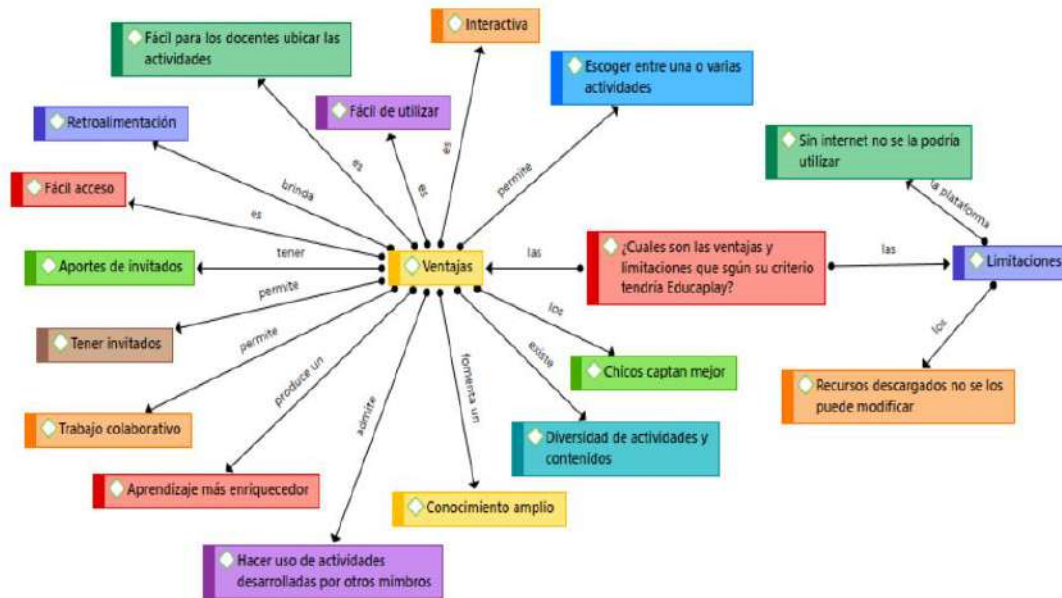 Fácil para los docentes ubicar las
actividades
Interactiva
Escoger entre una o varias
actividades
Fácil de utilizar
Retroalimentación
Sin internet no se la podría
utilizar
Fácil acceso
es
es
es
permite
brinda
la plataforma
es
tener
Aportes de invitados
Ventajas
las
¿Cuales son las ventajas y
limitaciones que sgún su criterio
tendría Educaplay?
las
Limitaciones
permite
Tener invitados
permite
los
los
existe
Chicos captan mejor
produce un
admite
fomenta un
Recursos descargados no se los
puede modificar
Trabajo colaborativo
Diversidad de actividades y
contenidos
Aprendizaje más enriquecedor
Conocimiento amplio
Hacer uso de actividades
desarrolladas por otros mimbros